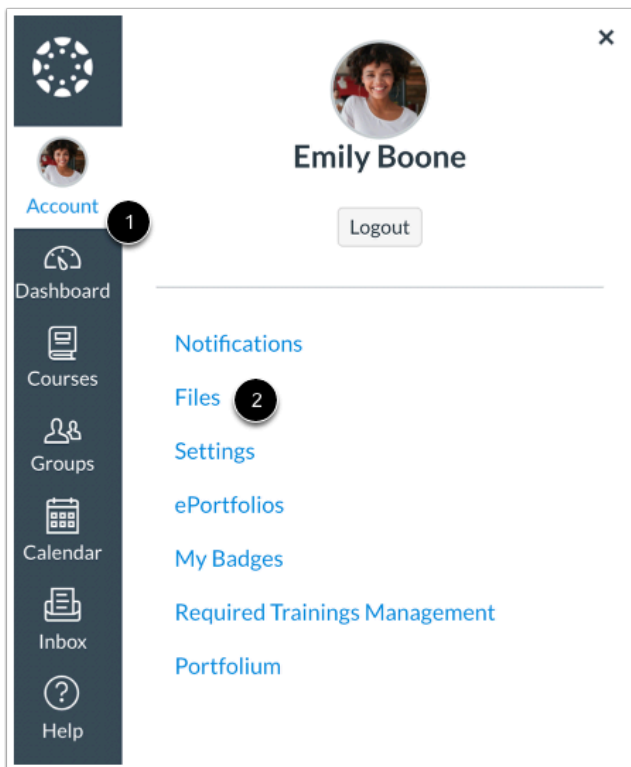 ×
Emily Boone
Account
1
Logout
Dashboard
Notifications
Courses
Files 2
Settings
Groups
ePortfolios
Calendar
My Badges
Required Trainings Management
Inbox
Portfolium
?
Help